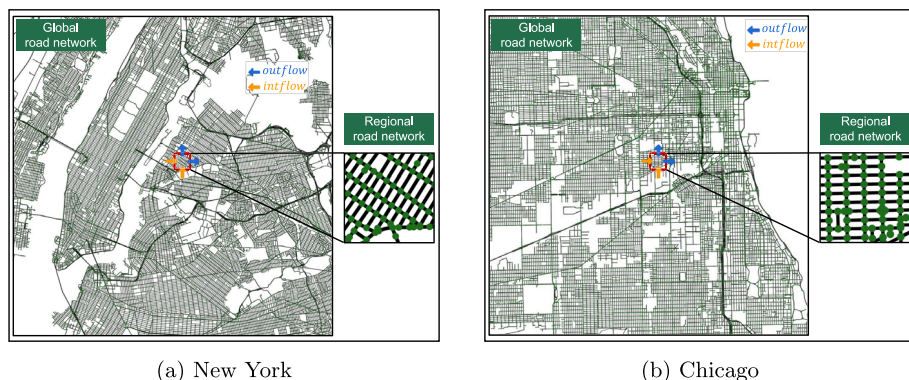 Global
road network
outflow
intflow
Regional
road network
(a) New York
Global
road network
outflow
intflow
Regional
road network
(b) Chicago